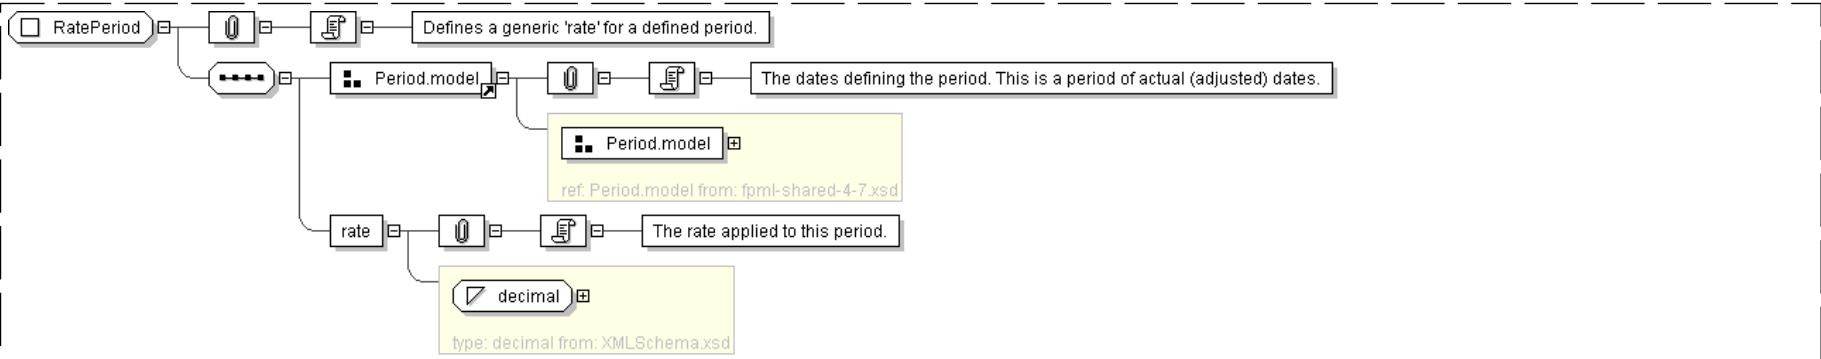 RatePeriod
Defines a generic 'rate' for a defined period.
Period.model
The dates defining the period. This is a period of actual (adjusted) dates.
Period.model
ref: Period.model from: fpml-shared-4-7.xsd
rate
The rate applied to this period.
decimal
type: decimal from: XMLSchema.xsd